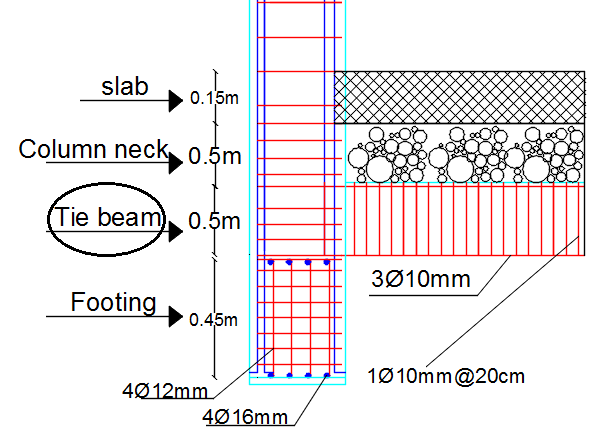 slab
0.15m
Column neck
0.5m
Tie beam
0.5m
3Ø10mm
Footing
0.45m
1Ø10mm@20cm
4Ø12mm
4Ø16mm